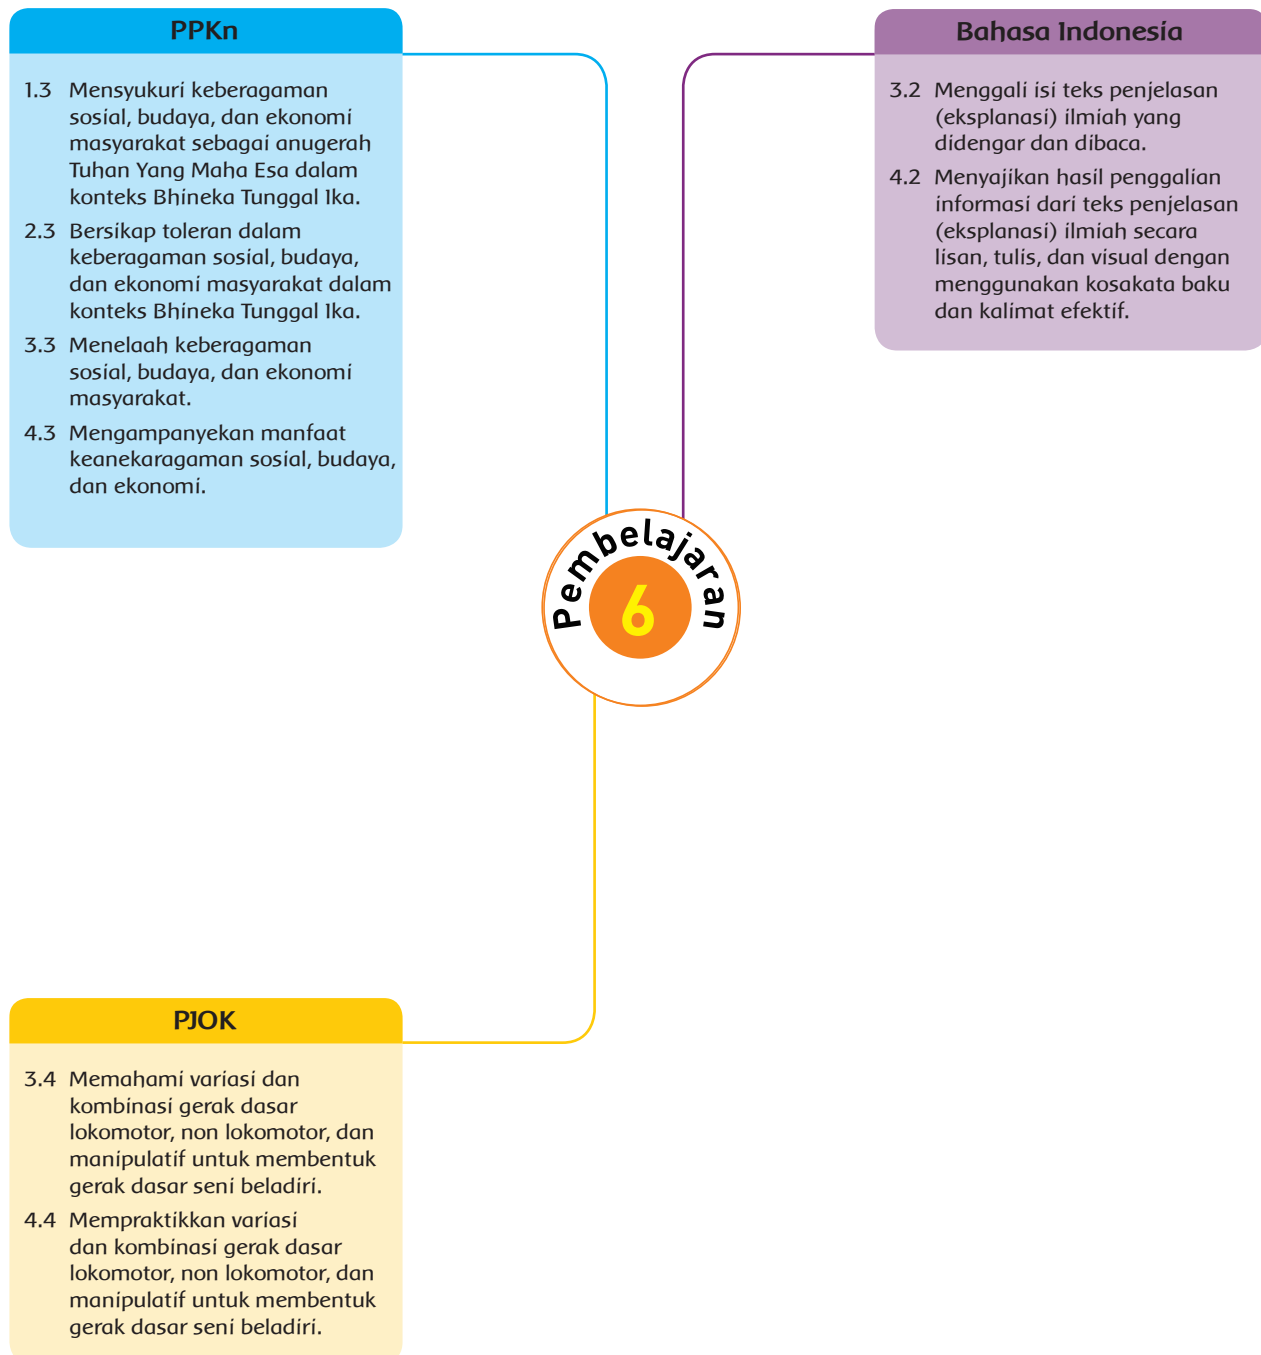 PPKn
1.3 Mensyukuri keberagaman
sosial, budaya, dan ekonomi
masyarakat sebagai anugerah
Tuhan Yang Maha Esa dalam
konteks Bhineka Tunggal Ika.
2.3 Bersikap toleran dalam
keberagaman sosial, budaya,
dan ekonomi masyarakat dalam
konteks Bhineka Tunggal Ika.
3.3 Menelaah keberagaman
sosial, budaya, dan ekonomi
masyarakat.
4.3 Mengampanyekan manfaat
keanekaragaman sosial, budaya,
dan ekonomi.
Bahasa Indonesia
3.2 Menggali isi teks penjelasan
(eksplanasi) ilmiah yang
didengar dan dibaca.
4.2 Menyajikan hasil penggalian
informasi dari teks penjelasan
(eksplanasi) ilmiah secara
lisan, tulis, dan visual dengan
menggunakan kosakata baku
dan kalimat efektif.
Pembelajaran
6
PJOK
3.4 Memahami variasi dan
kombinasi gerak dasar
lokomotor, non lokomotor, dan
manipulatif untuk membentuk
gerak dasar seni beladiri.
4.4 Mempraktikkan variasi
dan kombinasi gerak dasar
lokomotor, non lokomotor, dan
manipulatif untuk membentuk
gerak dasar seni beladiri.